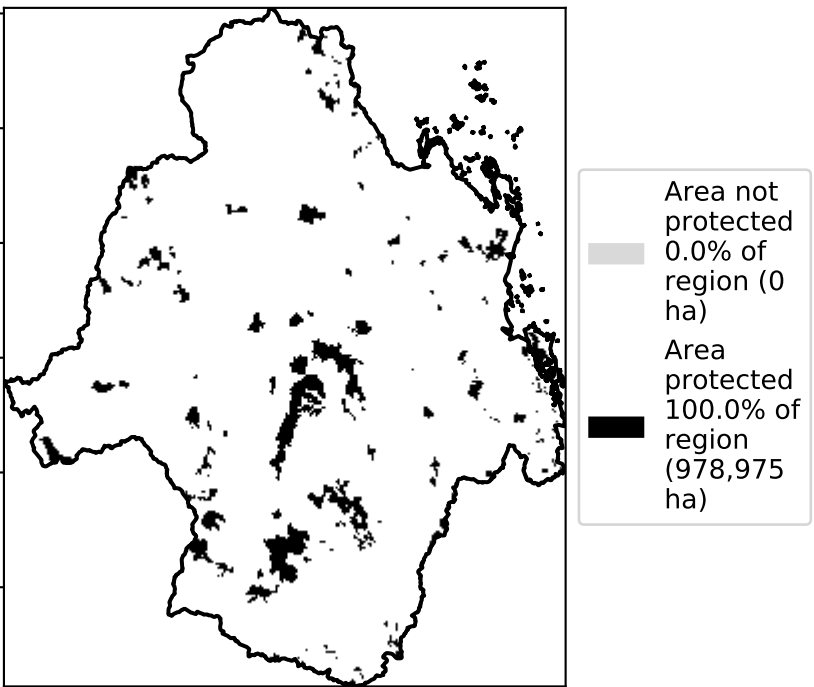 Area not
protected
0.0% of
region (0
ha)
Area
protected
100.0% of
region
(978,975
ha)